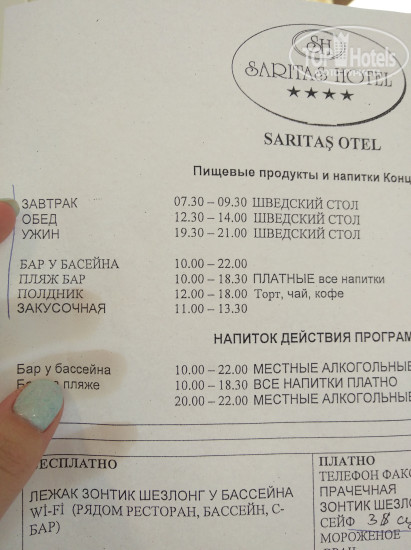 SH
SARITAŞ HOTEL
★★★★
TOP Hotels
SARITAŞ OTEL
Пищевые продукты и напитки Конц
ЗАВТРАК 07.30 – 09.30 ШВЕДСКИЙ СТОЛ
ОБЕД 12.30 – 14.00 ШВЕДСКИЙ СТОЛ
УЖИН 19.30 – 21.00 ШВЕДСКИЙ СТОЛ
БАР У БАСЕЙНА 10.00 – 22.00
ПЛЯЖ БАР 10.00 – 18.30 ПЛАТНЫЕ все напитки
ПОЛДНИК 12.00 – 18.00 Торт, чай, кофе
ЗАКУСОЧНАЯ 11.00 – 13.30
НАПИТОК ДЕЙСТВИЯ ПРОГРАМ
Бар у бассейна 10.00 – 22.00 МЕСТНЫЕ АЛКОГОЛЬНЫЕ
пляже 10.00 – 18.30 ВСЕ НАПИТКИ ПЛАТНО
20.00 – 22.00 МЕСТНЫЕ АЛКОГОЛЬНЫЕ
БЕСПЛАТНО
ЛЕЖАК ЗОНТИК ШЕЗЛОНГ У БАССЕЙНА
Wİ-Fİ (РЯДОМ РЕСТОРАН, БАССЕЙН, С-
БАР)
ПЛАТНО
ТЕЛЕФОН ФАКС
ПРАЧЕЧНАЯ
ЗОНТИК ШЕЗЛО
СЕЙФ 3$
МОРОЖЕНОЕ